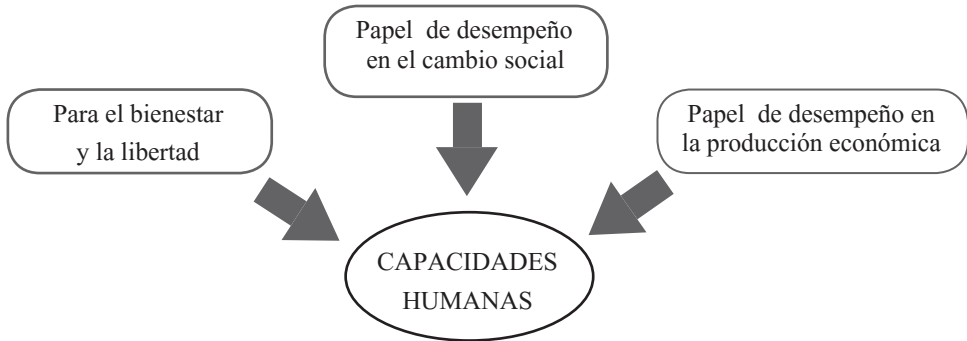 Papel de desempeño
en el cambio social
Para el bienestar
y la libertad
Papel de desempeño en
la producción económica
CAPACIDADES
HUMANAS